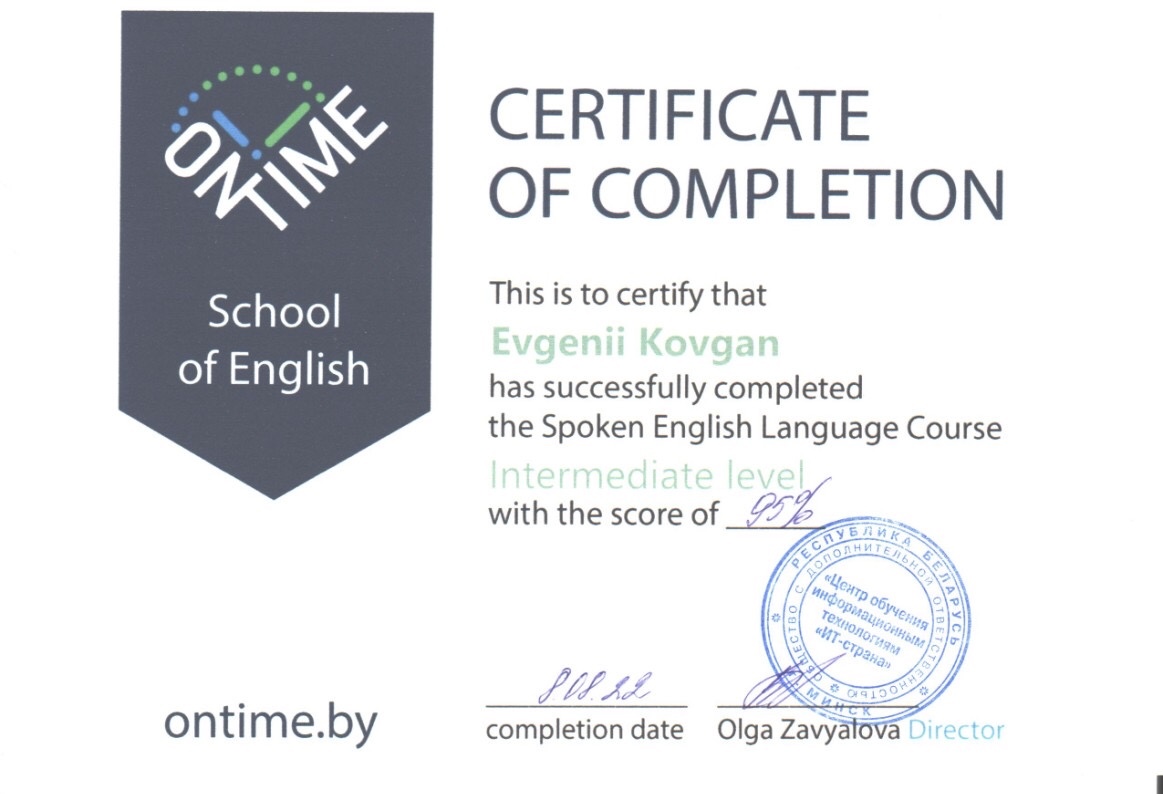 ONTIME
School
of English
ontime.by
CERTIFICATE
OF COMPLETION
This is to certify that
Evgenii Kovgan
has successfully completed
the Spoken English Language Course
Intermediate level
with the score of 95%
РЕСПУБЛИКА БЕЛАРУСЬ
ОБЩЕСТВО С ДОПОЛНИТЕЛЬНОЙ ОТВЕТСТВЕННОСТЬЮ
«Центр обучения
информационным
технологиям
«ИТ-страна»
Г. МИНСК
8.08.22
completion date
Olga Zavyalova Director